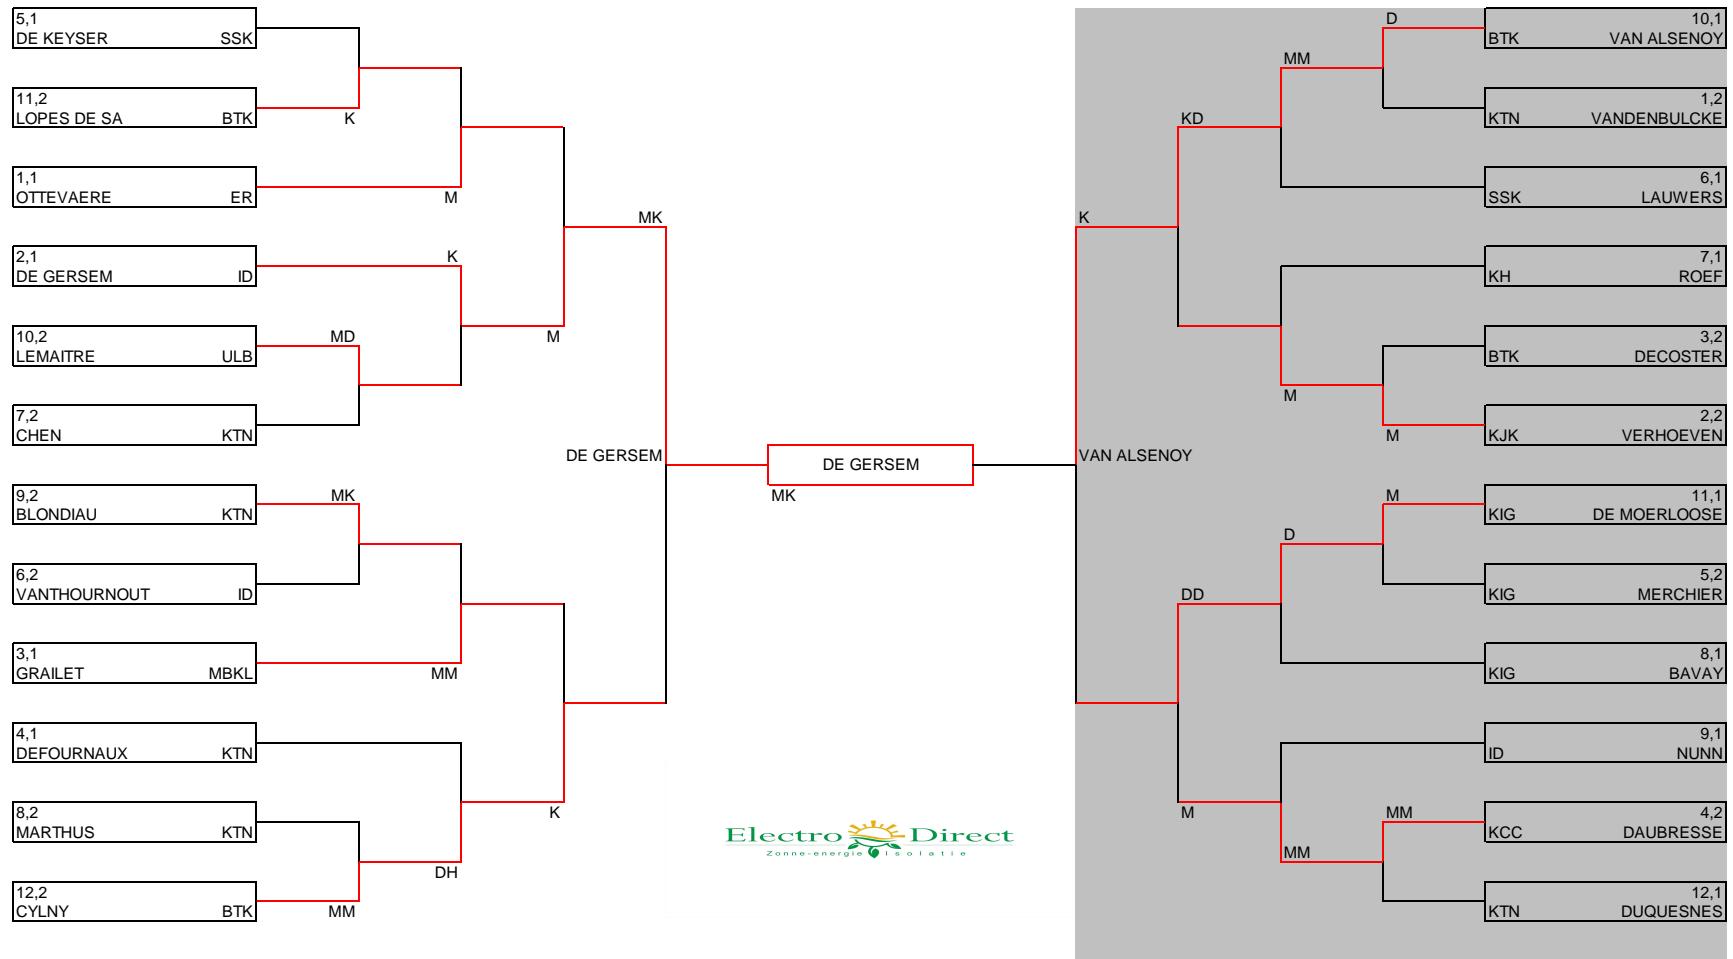 5,1
DE KEYSER SSK
11,2
LOPES DE SA BTK
K
1,1
OTTEVAERE ER
M
MK
2,1
DE GERSEM ID
K
10,2
LEMAITRE ULB
MD
M
7,2
CHEN KTN
DE GERSEM
9,2
BLONDIAU KTN
MK
6,2
VANTHOURNOUT ID
3,1
GRAILET MBKL
MM
4,1
DEFOURNAUX KTN
8,2
MARTHUS KTN
K
DH
12,2
CYLNY BTK
MM
DE GERSEM
MK
Electro Direct
Zonne-energie isolatie
D
10,1
BTK VAN ALSENOY
MM
1,2
KTN VANDENBULCKE
KD
6,1
SSK LAUWERS
K
7,1
KH ROEF
3,2
BTK DECOSTER
M
2,2
KJK VERHOEVEN
M
VAN ALSENOY
M
11,1
KIG DE MOERLOOSE
D
5,2
KIG MERCHIER
DD
8,1
KIG BAVAY
9,1
ID NUNN
M
MM
4,2
KCC DAUBRESSE
MM
12,1
KTN DUQUESNES